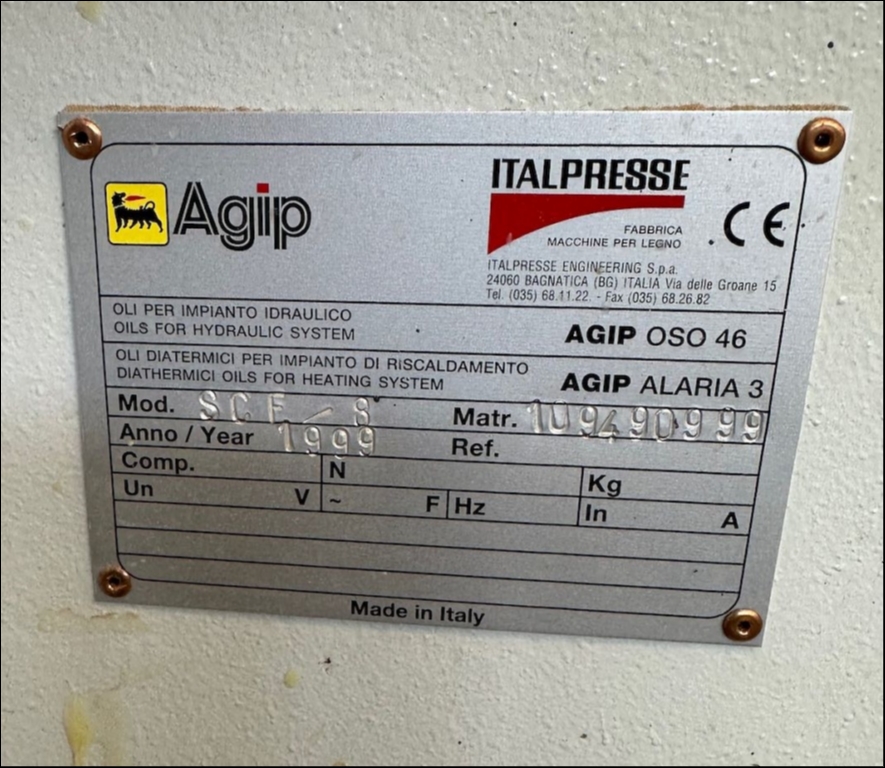 Agip
ITALPRESSE
FABBRICA
MACCHINE PER LEGNO
CE
ITALPRESSE ENGINEERING S.p.a.
24060 BAGNATICA (BG) ITALIA Via delle Groane 15
Tel. (035) 68.11.22. - Fax (035) 68.26.82
OLI PER IMPIANTO IDRAULICO
OILS FOR HYDRAULIC SYSTEM
AGIP OSO 46
OLI DIATERMICI PER IMPIANTO DI RISCALDAMENTO
DIATHERMICI OILS FOR HEATING SYSTEM
AGIP ALARIA 3
Mod. SCF-8 Matr. 109490999
Anno / Year 1999 Ref.
Comp. N Kg
Un V ~ F Hz In A
Made in Italy